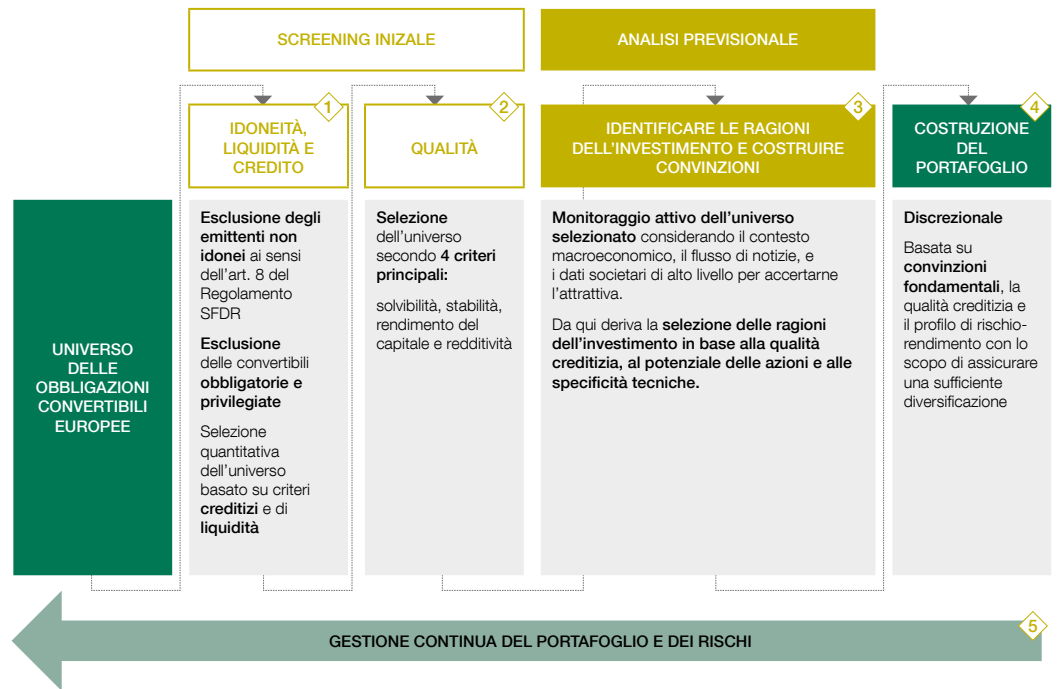 SCREENING INIZALE
ANALISI PREVISIONALE
1
IDONEITÀ,
LIQUIDITÀ E
CREDITO
2
QUALITÀ
3
IDENTIFICARE LE RAGIONI
DELL'INVESTIMENTO E COSTRUIRE
CONVINZIONI
4
COSTRUZIONE
DEL
PORTAFOGLIO
UNIVERSO
DELLE
OBBLIGAZIONI
CONVERTIBILI
EUROPEE
Esclusione degli
emittenti non
idonei ai sensi
dell'art. 8 del
Regolamento
SFDR
Esclusione
delle convertibili
obbligatorie e
privilegiate
Selezione
quantitativa
dell'universo
basato su criteri
creditizi e di
liquidità
Selezione
dell'universo
secondo 4 criteri
principali:
solvibilità, stabilità,
rendimento del
capitale e redditività
Monitoraggio attivo dell'universo
selezionato considerando il contesto
macroeconomico, il flusso di notizie, e
i dati societari di alto livello per accertarne
l'attrattiva.
Da qui deriva la selezione delle ragioni
dell'investimento in base alla qualità
creditizia, al potenziale delle azioni e alle
specificità tecniche.
Discrezionale
Basata su
convinzioni
fondamentali, la
qualità creditizia e
il profilo di rischio-
rendimento con lo
scopo di assicurare
una sufficiente
diversificazione
5
GESTIONE CONTINUA DEL PORTAFOGLIO E DEI RISCHI